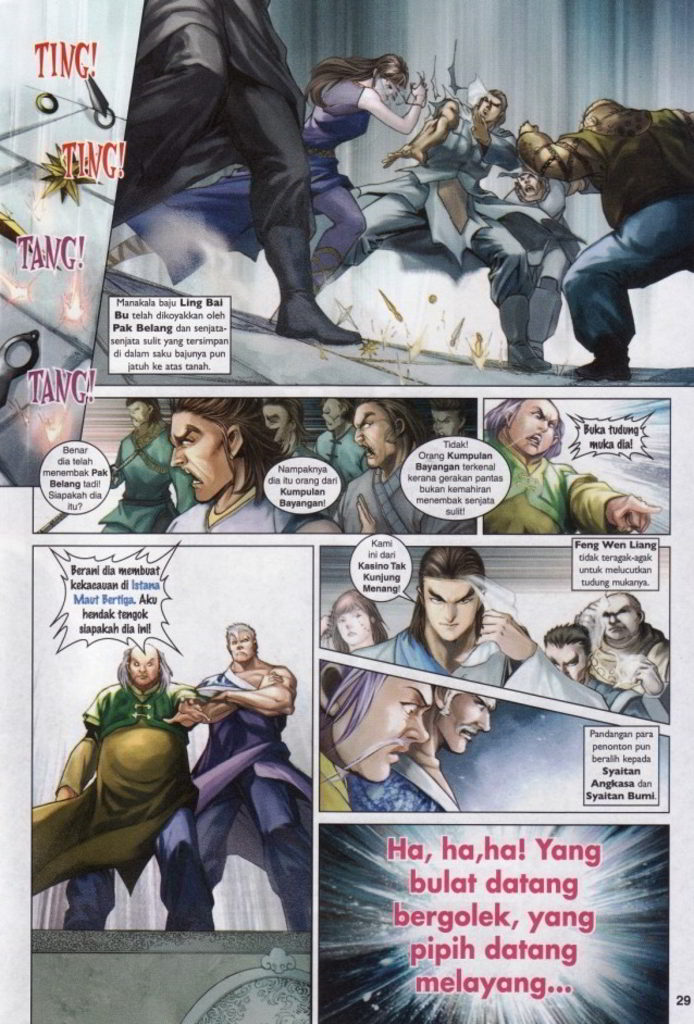 TING!
TING!
TANG!
TANG!
Manakala baju Ling Bai
Bu telah dikoyakkan oleh
Pak Belang dan senjata-
senjata sulit yang tersimpan
di dalam saku bajunya pun
jatuh ke atas tanah.
Benar
dia telah
menembak Pak
Belang tadi!
Siapakah dia?
Nampaknya
dia itu orang dari
Kumpulan
Bayangan!
Tidak!
Orang Kumpulan
Bayangan terkenal
kerana gerakan pantas
bukan kemahiran
menembak senjata
sulit!
Buka tudung
muka dia!
Berani dia membuat
kekacauan di Istana
Maut Bertiga. Aku
hendak tengok
siapakah dia ini!
Kami
ini dari
Kasino Tak
Kunjung
Menang!
Feng Wen Liang
tidak teragak-agak
untuk melucutkan
tudung mukanya.
Pandangan para
penonton pun
beralih kepada
Syaitan
Angkasa dan
Syaitan Bumi.
Ha, ha,ha! Yang
bulat datang
bergolek, yang
pipih datang
melayang...
29